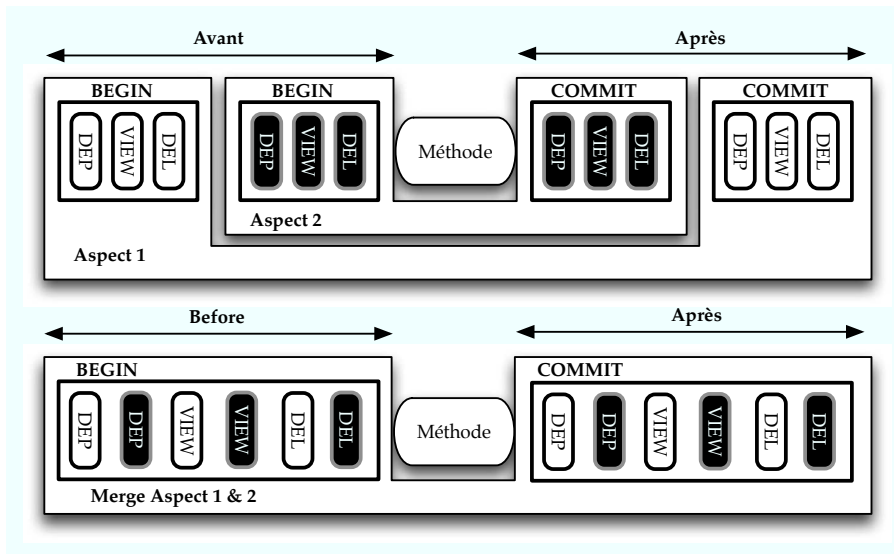 Avant Après
BEGIN BEGIN COMMIT COMMIT
DEP VIEW DEL DEP VIEW DEL Méthode DEP VIEW DEL DEP VIEW DEL
Aspect 2
Aspect 1
Before Après
BEGIN COMMIT
DEP DEP VIEW VIEW DEL DEL Méthode DEP DEP VIEW VIEW DEL DEL
Merge Aspect 1 & 2